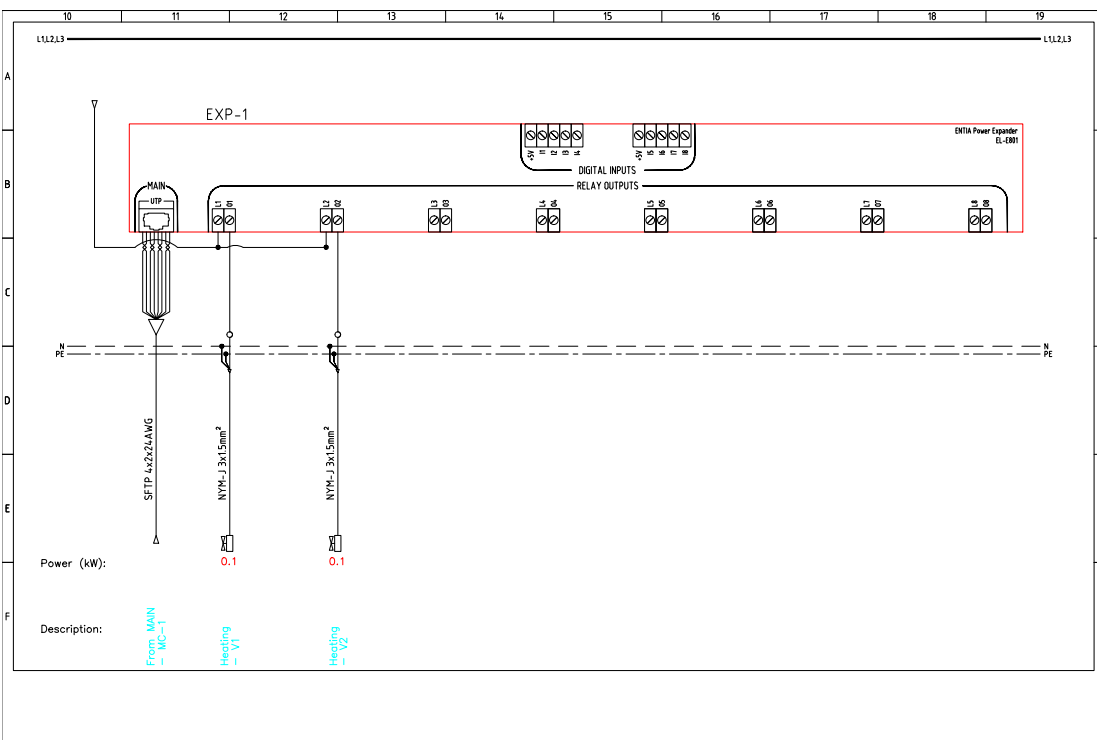 10 11 12 13 14 15 16 17 18 19
L1,L2,L3 L1,L2,L3
A
EXP-1
ENTIA Power Expander
EL-E801
+5V I1 I2 I3 I4 +5V I5 I6 I7 I8
DIGITAL INPUTS
B
MAIN
RELAY OUTPUTS
UTP
L1 O1 L2 O2 L3 O3 L4 O4 L5 O5 L6 O6 L7 O7 L8 O8
C
N N
PE PE
D
SFTP 4x2x24AWG
NYM-J 3x1.5mm²
NYM-J 3x1.5mm²
E
Power (kW): 0.1 0.1
F
Description:
From MAIN
- MC-1
Heating
- V1
Heating
- V2